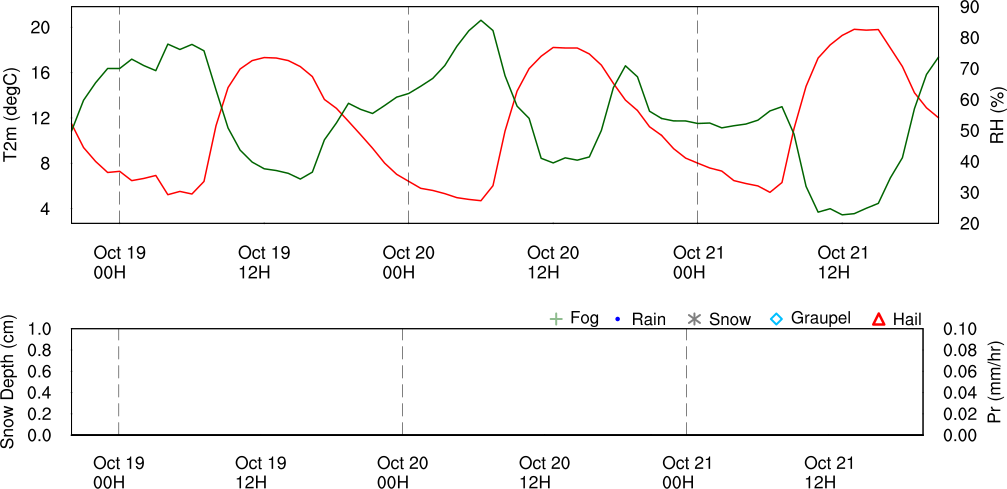 20
16
12
8
4
T2m (degC)
90
80
70
60
50
40
30
20
RH (%)
Oct 19
00H
Oct 19
12H
Oct 20
00H
Oct 20
12H
Oct 21
00H
Oct 21
12H
Fog
Rain
Snow
Graupel
Hail
1.0
0.8
0.6
0.4
0.2
0.0
Snow Depth (cm)
0.10
0.08
0.06
0.04
0.02
0.00
Pr (mm/hr)
Oct 19
00H
Oct 19
12H
Oct 20
00H
Oct 20
12H
Oct 21
00H
Oct 21
12H